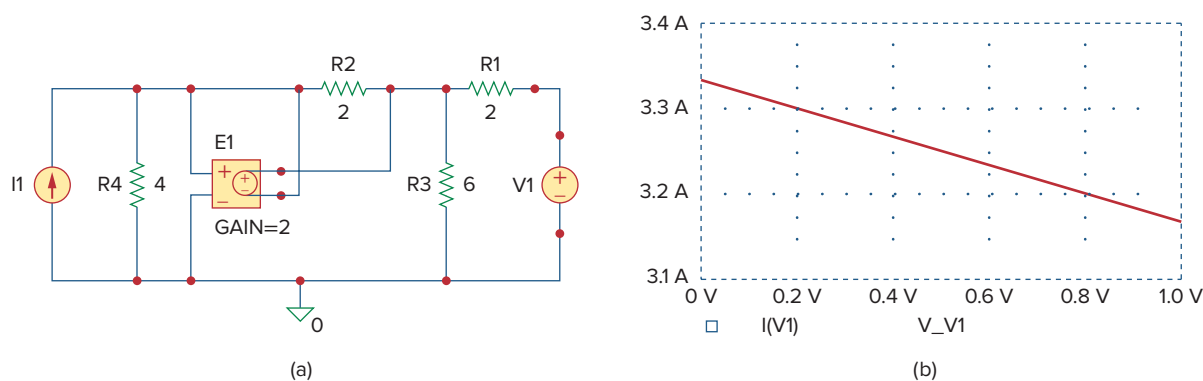 R2
R1
2
2
E1
+
+
−
−
I1
R4
4
R3
6
V1
+
−
GAIN=2
0
(a)
3.4 A
3.3 A
3.2 A
3.1 A
0 V
0.2 V
0.4 V
0.6 V
0.8 V
1.0 V
I(V1)
V_V1
(b)